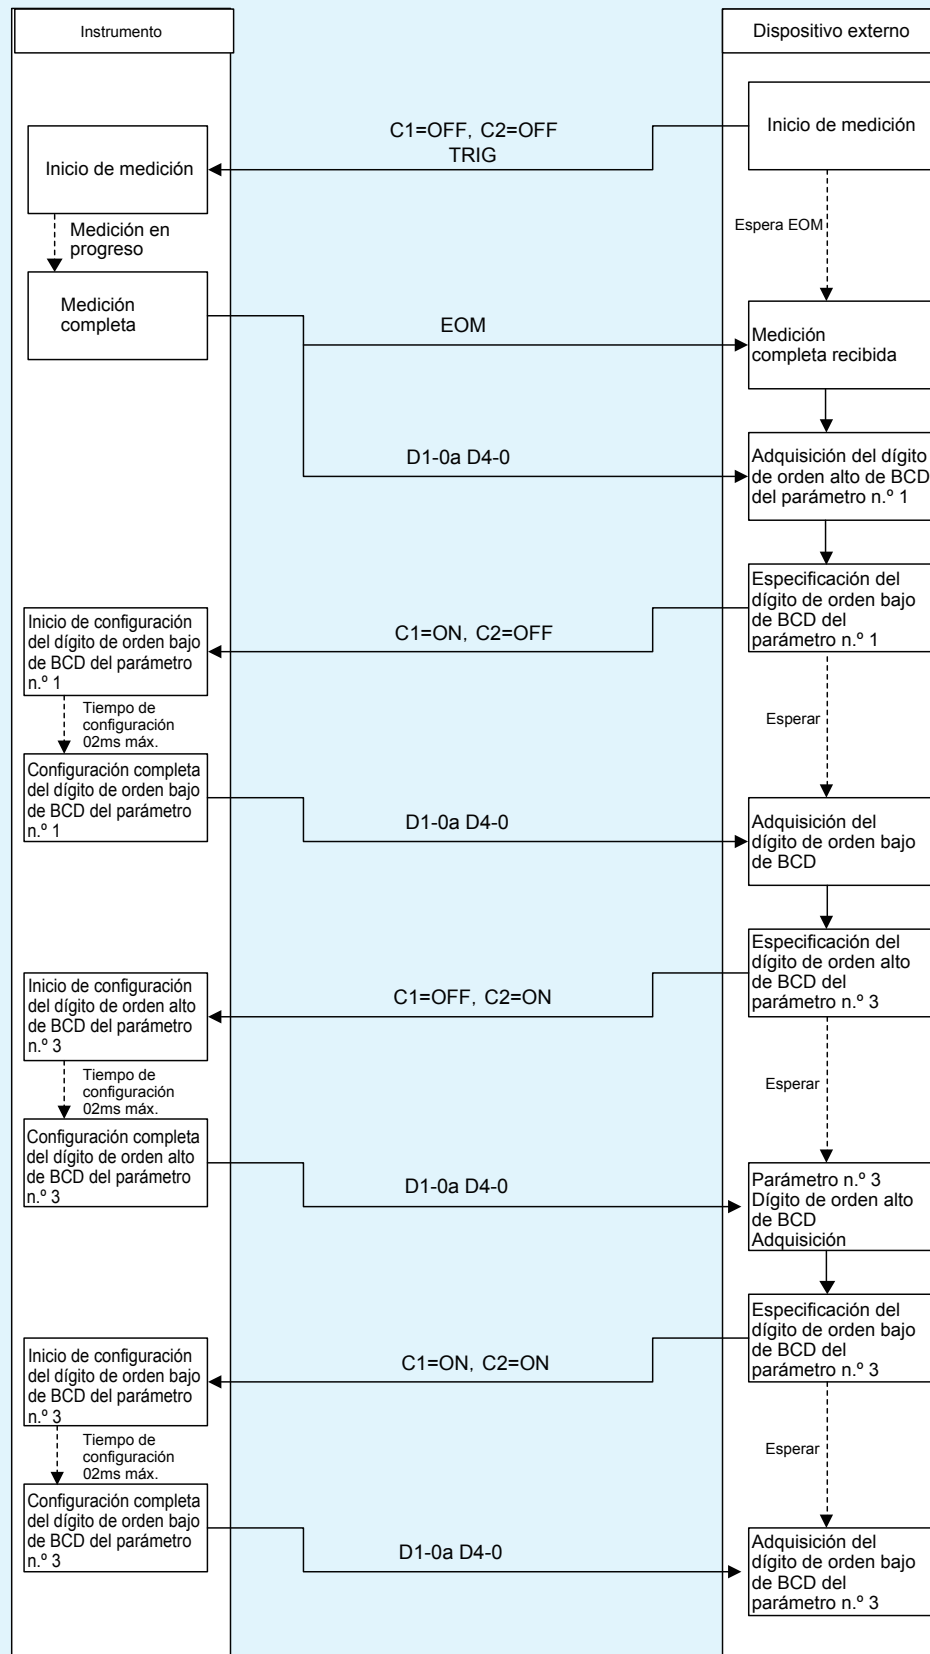 Instrumento
Dispositivo externo
Inicio de medición
C1=OFF, C2=OFF
TRIG
Inicio de medición
Medición en
progreso
Espera EOM
Medición
completa
EOM
Medición
completa recibida
D1-0a D4-0
Adquisición del dígito
de orden alto de BCD
del parámetro n.º 1
Especificación del
dígito de orden bajo
de BCD del
parámetro n.º 1
C1=ON, C2=OFF
Inicio de configuración
del dígito de orden bajo
de BCD del parámetro
n.º 1
Tiempo de
configuración
02ms máx.
Esperar
Configuración completa
del dígito de orden bajo
de BCD del parámetro
n.º 1
D1-0a D4-0
Adquisición del
dígito de orden bajo
de BCD
Especificación del
dígito de orden alto
de BCD del
parámetro n.º 3
C1=OFF, C2=ON
Inicio de configuración
del dígito de orden alto
de BCD del parámetro
n.º 3
Tiempo de
configuración
02ms máx.
Esperar
Configuración completa
del dígito de orden alto
de BCD del parámetro
n.º 3
D1-0a D4-0
Parámetro n.º 3
Dígito de orden alto
de BCD
Adquisición
Especificación del
dígito de orden bajo
de BCD del
parámetro n.º 3
C1=ON, C2=ON
Inicio de configuración
del dígito de orden bajo
de BCD del parámetro
n.º 3
Tiempo de
configuración
02ms máx.
Esperar
Configuración completa
del dígito de orden bajo
de BCD del parámetro
n.º 3
D1-0a D4-0
Adquisición del
dígito de orden bajo
de BCD del
parámetro n.º 3